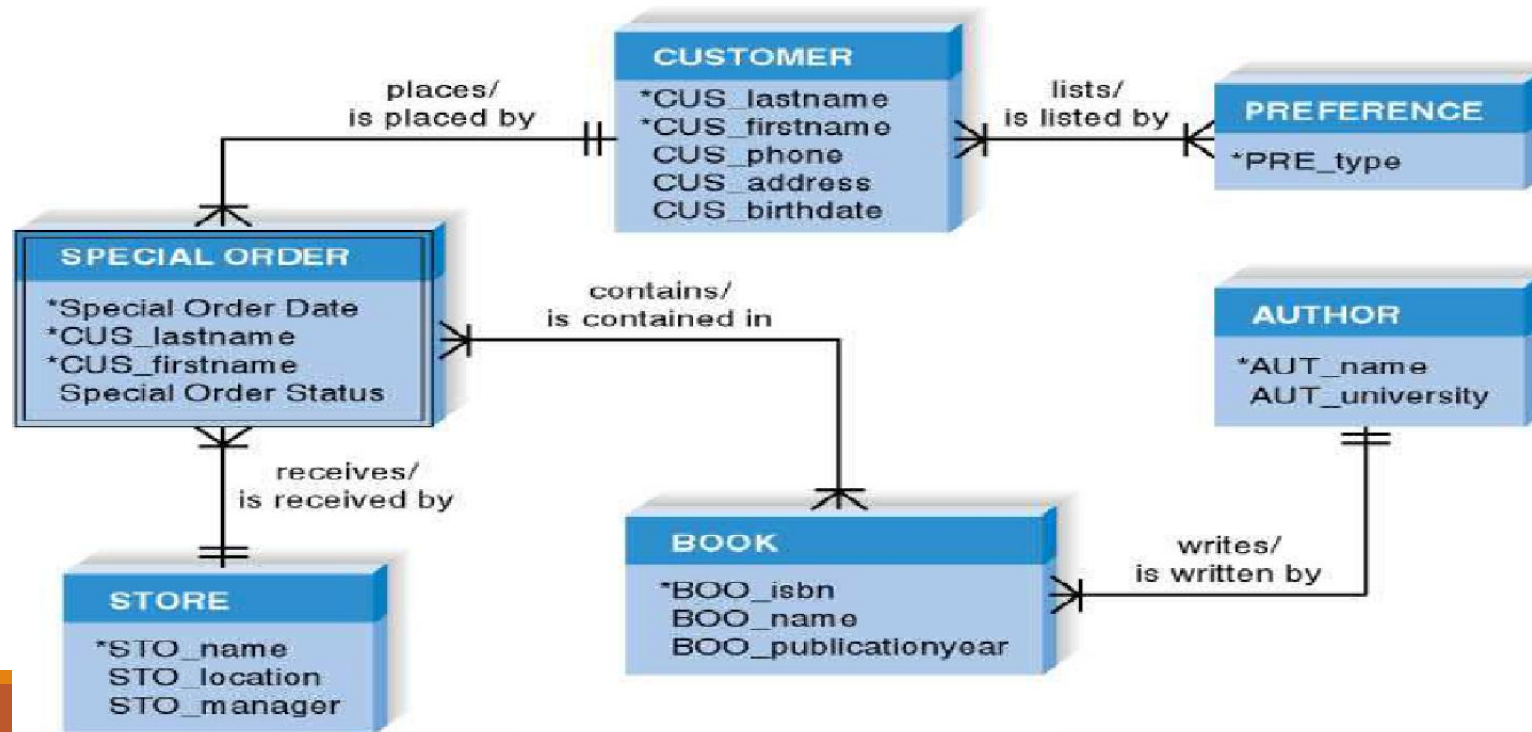 CUSTOMER
*CUS_lastname
*CUS_firstname
CUS_phone
CUS_address
CUS_birthdate
places/
is placed by
lists/
is listed by
PREFERENCE
*PRE_type
SPECIAL ORDER
*Special Order Date
*CUS_lastname
*CUS_firstname
Special Order Status
contains/
is contained in
AUTHOR
*AUT_name
AUT_university
receives/
is received by
BOOK
*BOO_isbn
BOO_name
BOO_publicationyear
writes/
is written by
STORE
*STO_name
STO_location
STO_manager